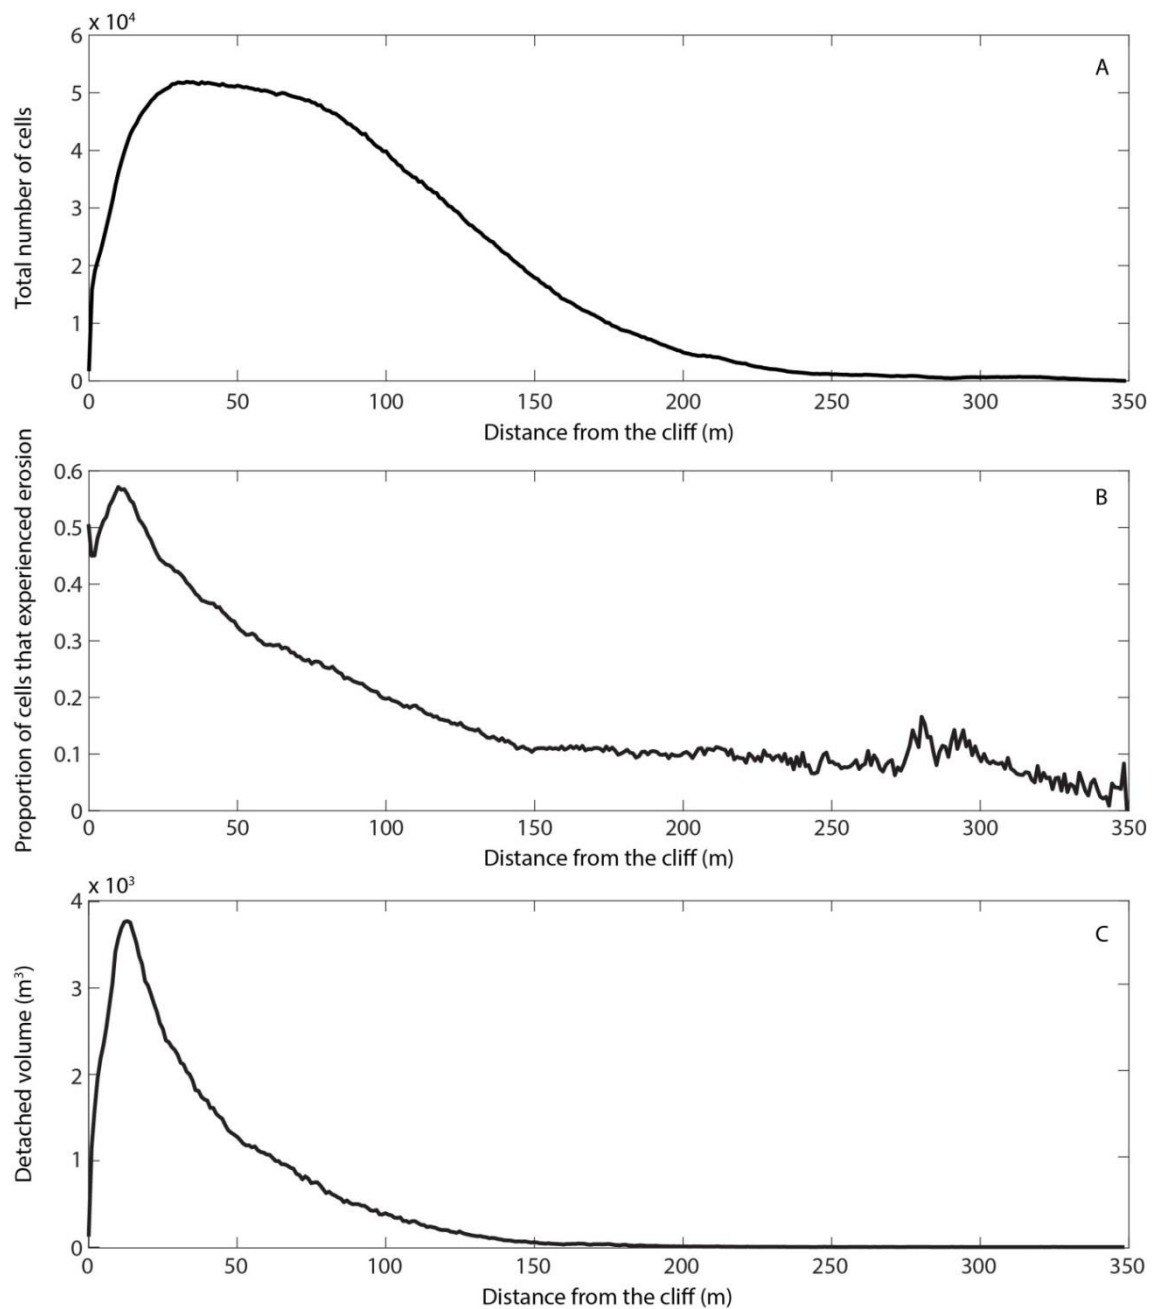 x 10⁴
6
A
5
4
3
2
1
0
Total number of cells
0 50 100 150 200 250 300 350
Distance from the cliff (m)
0.6
B
0.5
0.4
0.3
0.2
0.1
0
Proportion of cells that experienced erosion
0 50 100 150 200 250 300 350
Distance from the cliff (m)
x 10³
4
C
3
2
1
0
Detached volume (m³)
0 50 100 150 200 250 300 350
Distance from the cliff (m)